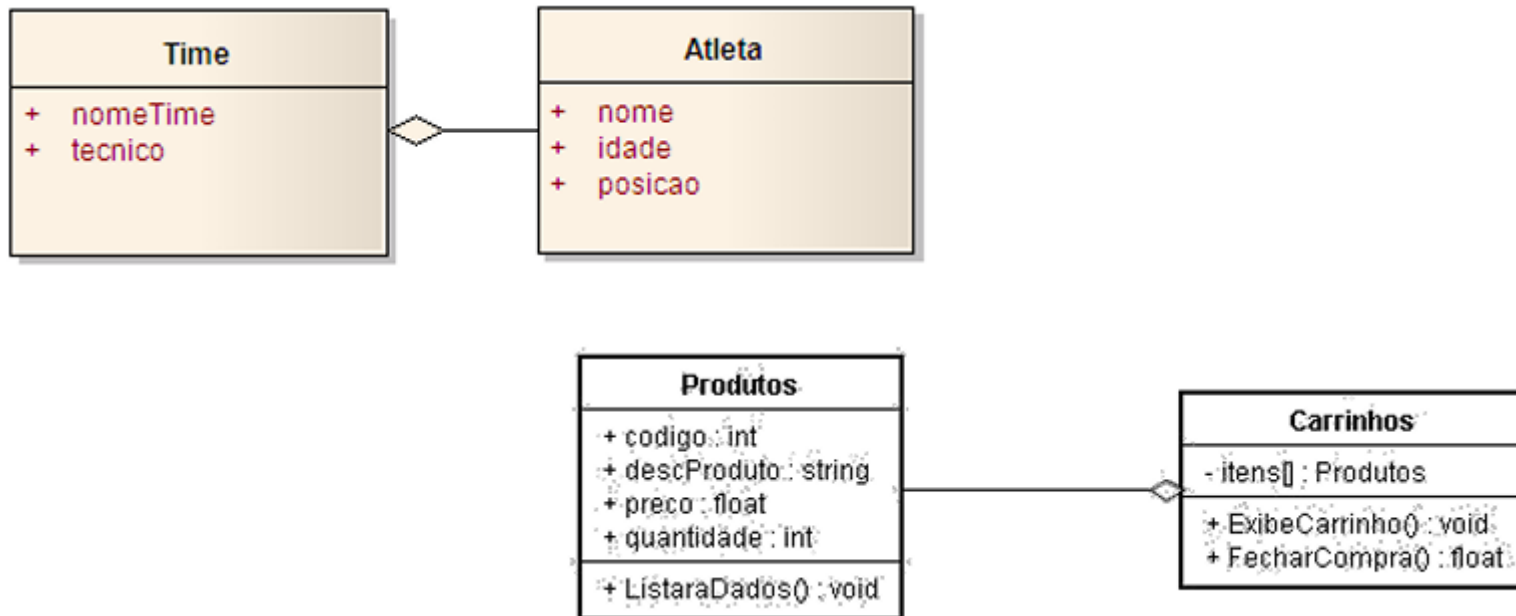 Time
+ nomeTime
+ tecnico
Atleta
+ nome
+ idade
+ posicao
Produtos
+ codigo : int
+ descProduto : string
+ preco : float
+ quantidade : int
+ ListaraDados() : void
Carrinhos
- itens[] : Produtos
+ ExibeCarrinho() : void
+ FecharCompra() : float